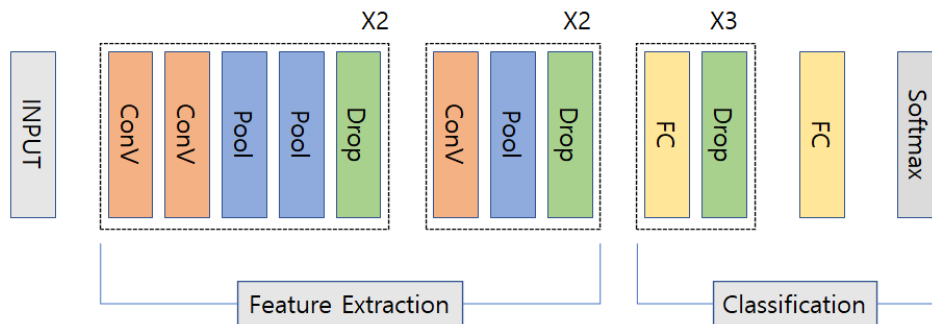 X2
X2
X3
INPUT
ConV
ConV
Pool
Pool
Drop
ConV
Pool
Drop
FC
Drop
FC
Softmax
Feature Extraction
Classification